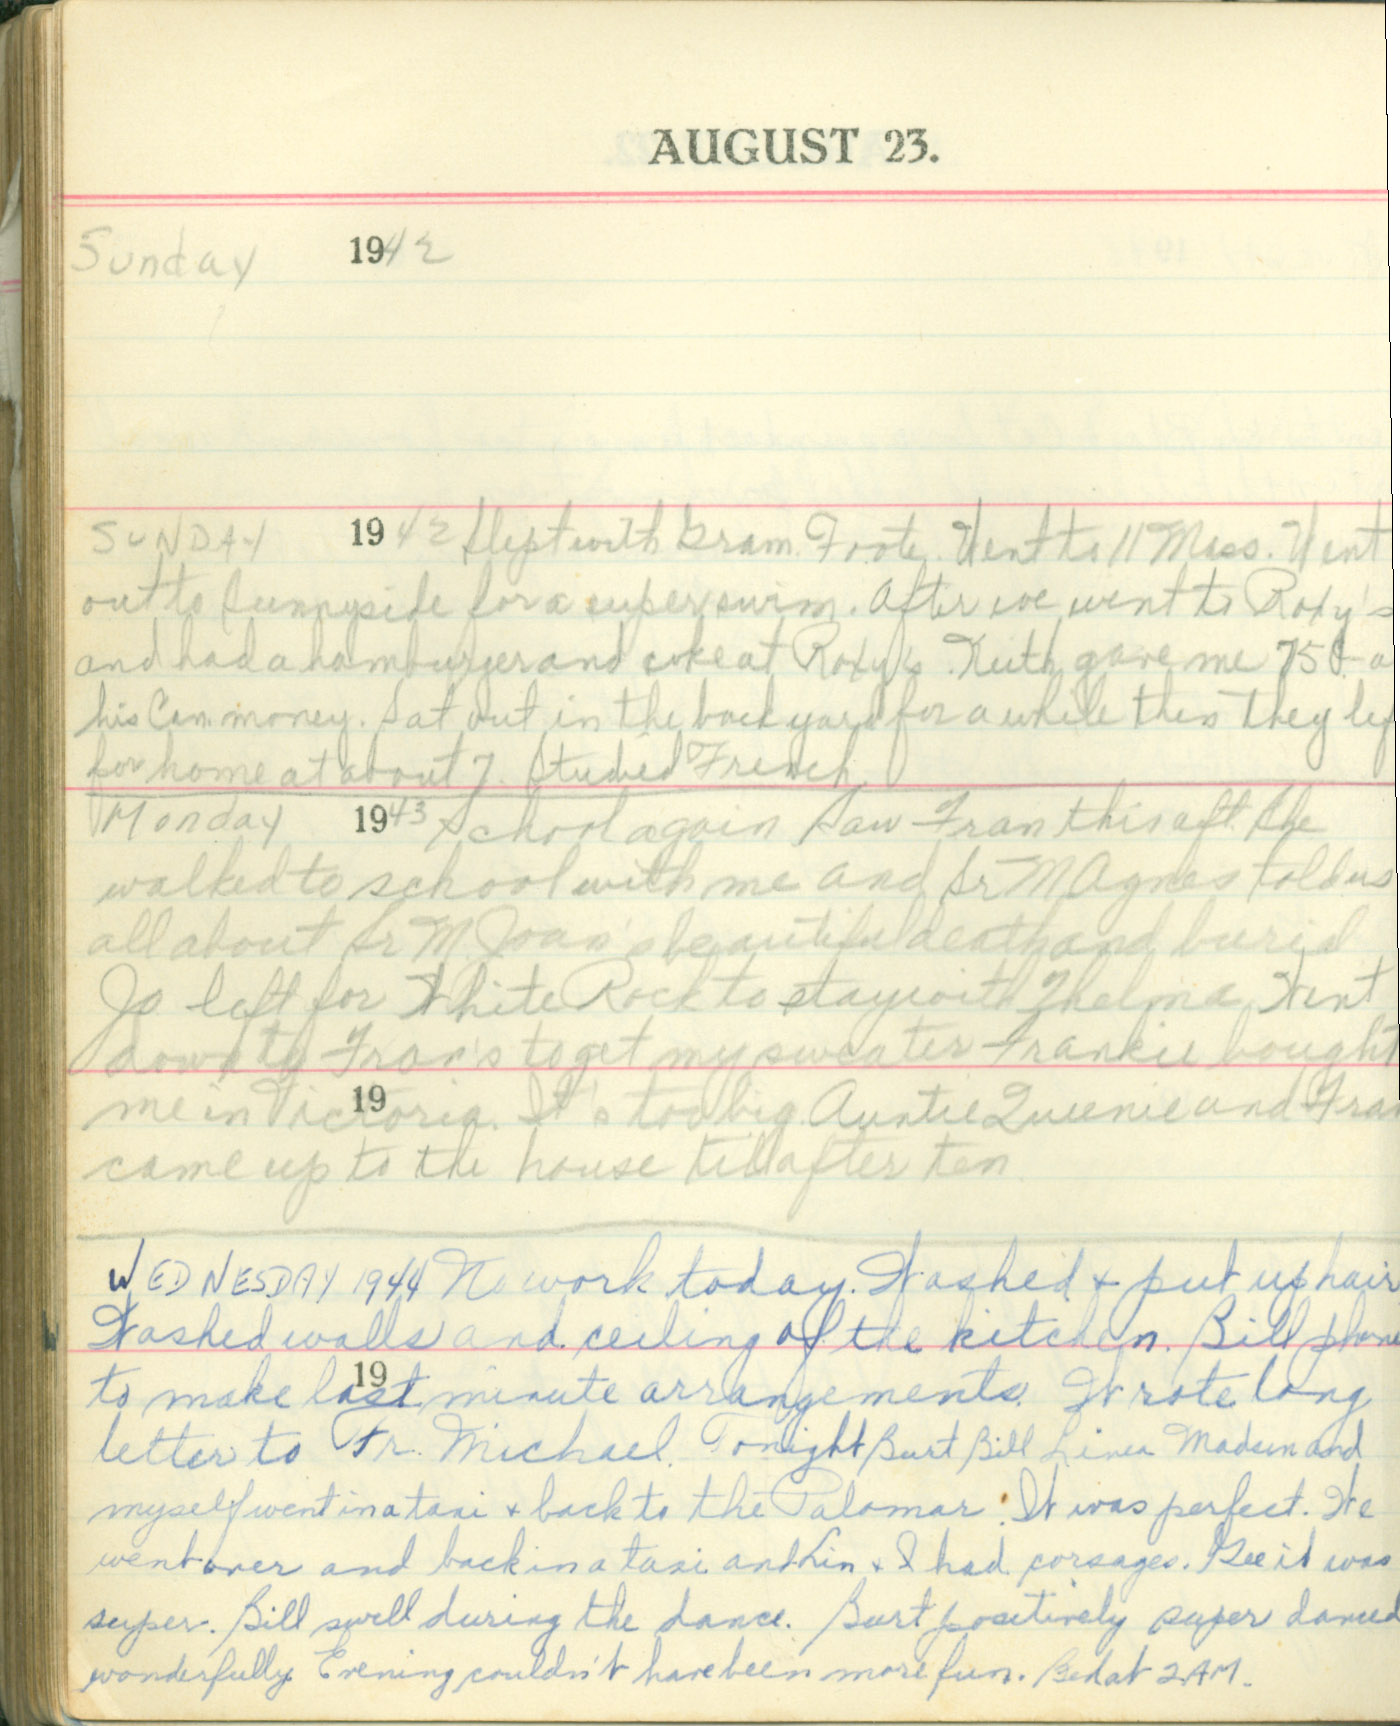 AUGUST 23.
Sunday 1942
SUNDAY 1942 Slept with Gram Foote. Went to 11 Mass. Went
out to Sunnyside for a super swim. After we went to Roxy's
and had a hamburger and coke at Roxy's. Keith gave me 75¢
his Can. money. Sat out in the back yard for a while then they
for home at about 7. Studied French
Monday 1943 School again Saw Fran this aft. She
walked to school with me and Sr M Agnes told us
all about Sr M. Joan's beautiful death and burial
Jo left for White Rock to stay with Thelma Went
down to Fran's to get my sweater Frankie bought
19
me in Victoria. It's too big Auntie Queenie and
came up to the house till after ten
WEDNESDAY 1944 No work today. Washed + put up hair
Washed walls and ceiling of the kitchen. Bill phone
19
to make last minute arrangements. Wrote long
letter to Fr. Michael. Tonight Burt Bill Linea Madsen and
myself went in a taxi + back to the Palomar. It was perfect. We
went over and back in a taxi and Lin + I had corsages. Gee it was
super. Bill swell during the dance. Burt positively super danced
wonderfully. Evening couldn't have been more fun. Bed at 2 AM.